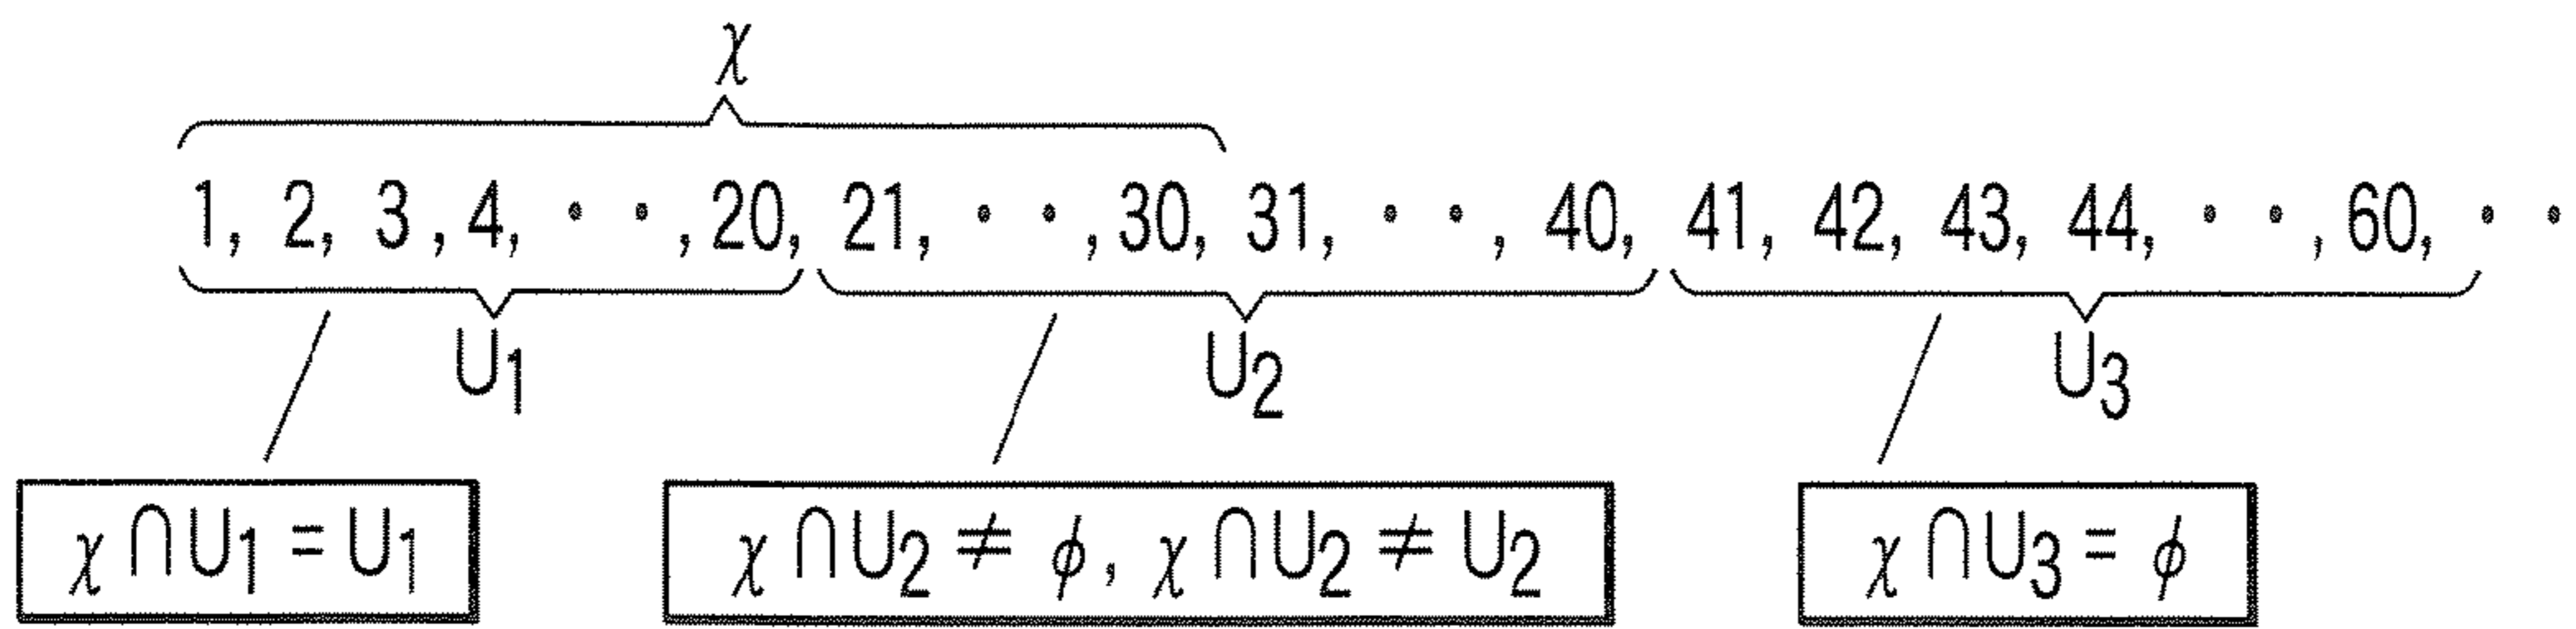 χ
1, 2, 3, 4, · · , 20, 21, · · , 30, 31, · · , 40, 41, 42, 43, 44, · · , 60, · ·
U1 U2 U3
χ ∩ U1 = U1 χ ∩ U2 ≠ ϕ, χ ∩ U2 ≠ U2 χ ∩ U3 = ϕ